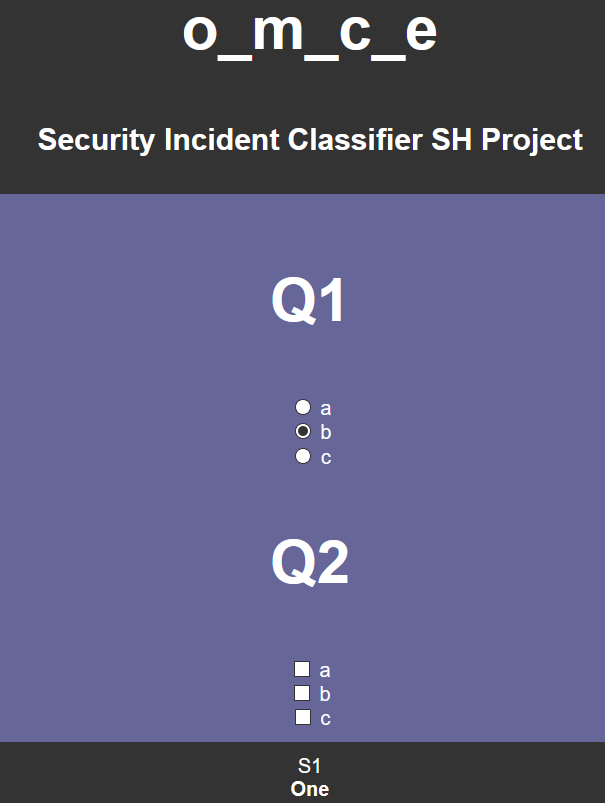 o_m_c_e
Security Incident Classifier SH Project
Q1
a
b
c
Q2
a
b
c
S1
One